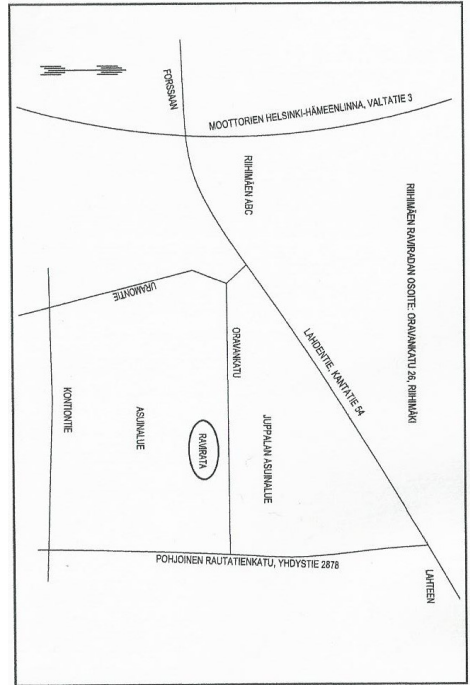 RIIHIMÄEN RAVIRADAN OSOITE: ORAVANKATU 26, RIIHIMÄKI
MOOTTORIEN HELSINKI-HÄMEENLINNA, VALTATIE 3
FORSSAAN
RIIHIMÄEN ABC
LAHDENTIE, KANTATIE 54
LAHTEEN
URAMONTIE
ORAVANKATU
JUPPALAN ASUINALUE
RAVIRATA
ASUINALUE
KONTIONTIE
POHJOINEN RAUTATIENKATU, YHDYSTIE 2878